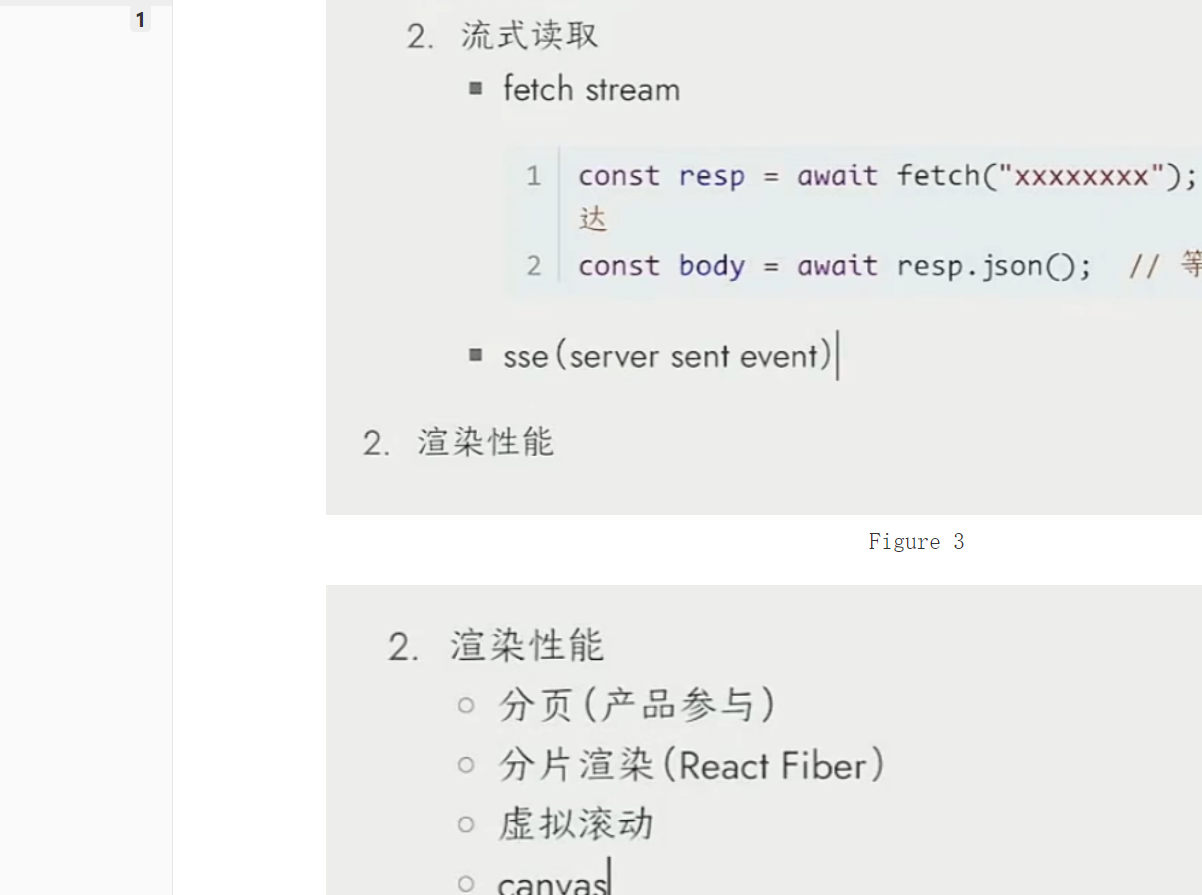 1
2. 流式读取
▪ fetch stream
1 const resp = await fetch("xxxxxxxx");
达
2 const body = await resp.json(); // 等
▪ sse(server sent event)
2. 渲染性能
Figure 3
2. 渲染性能
○ 分页(产品参与)
○ 分片渲染(React Fiber)
○ 虚拟滚动
○ canvas